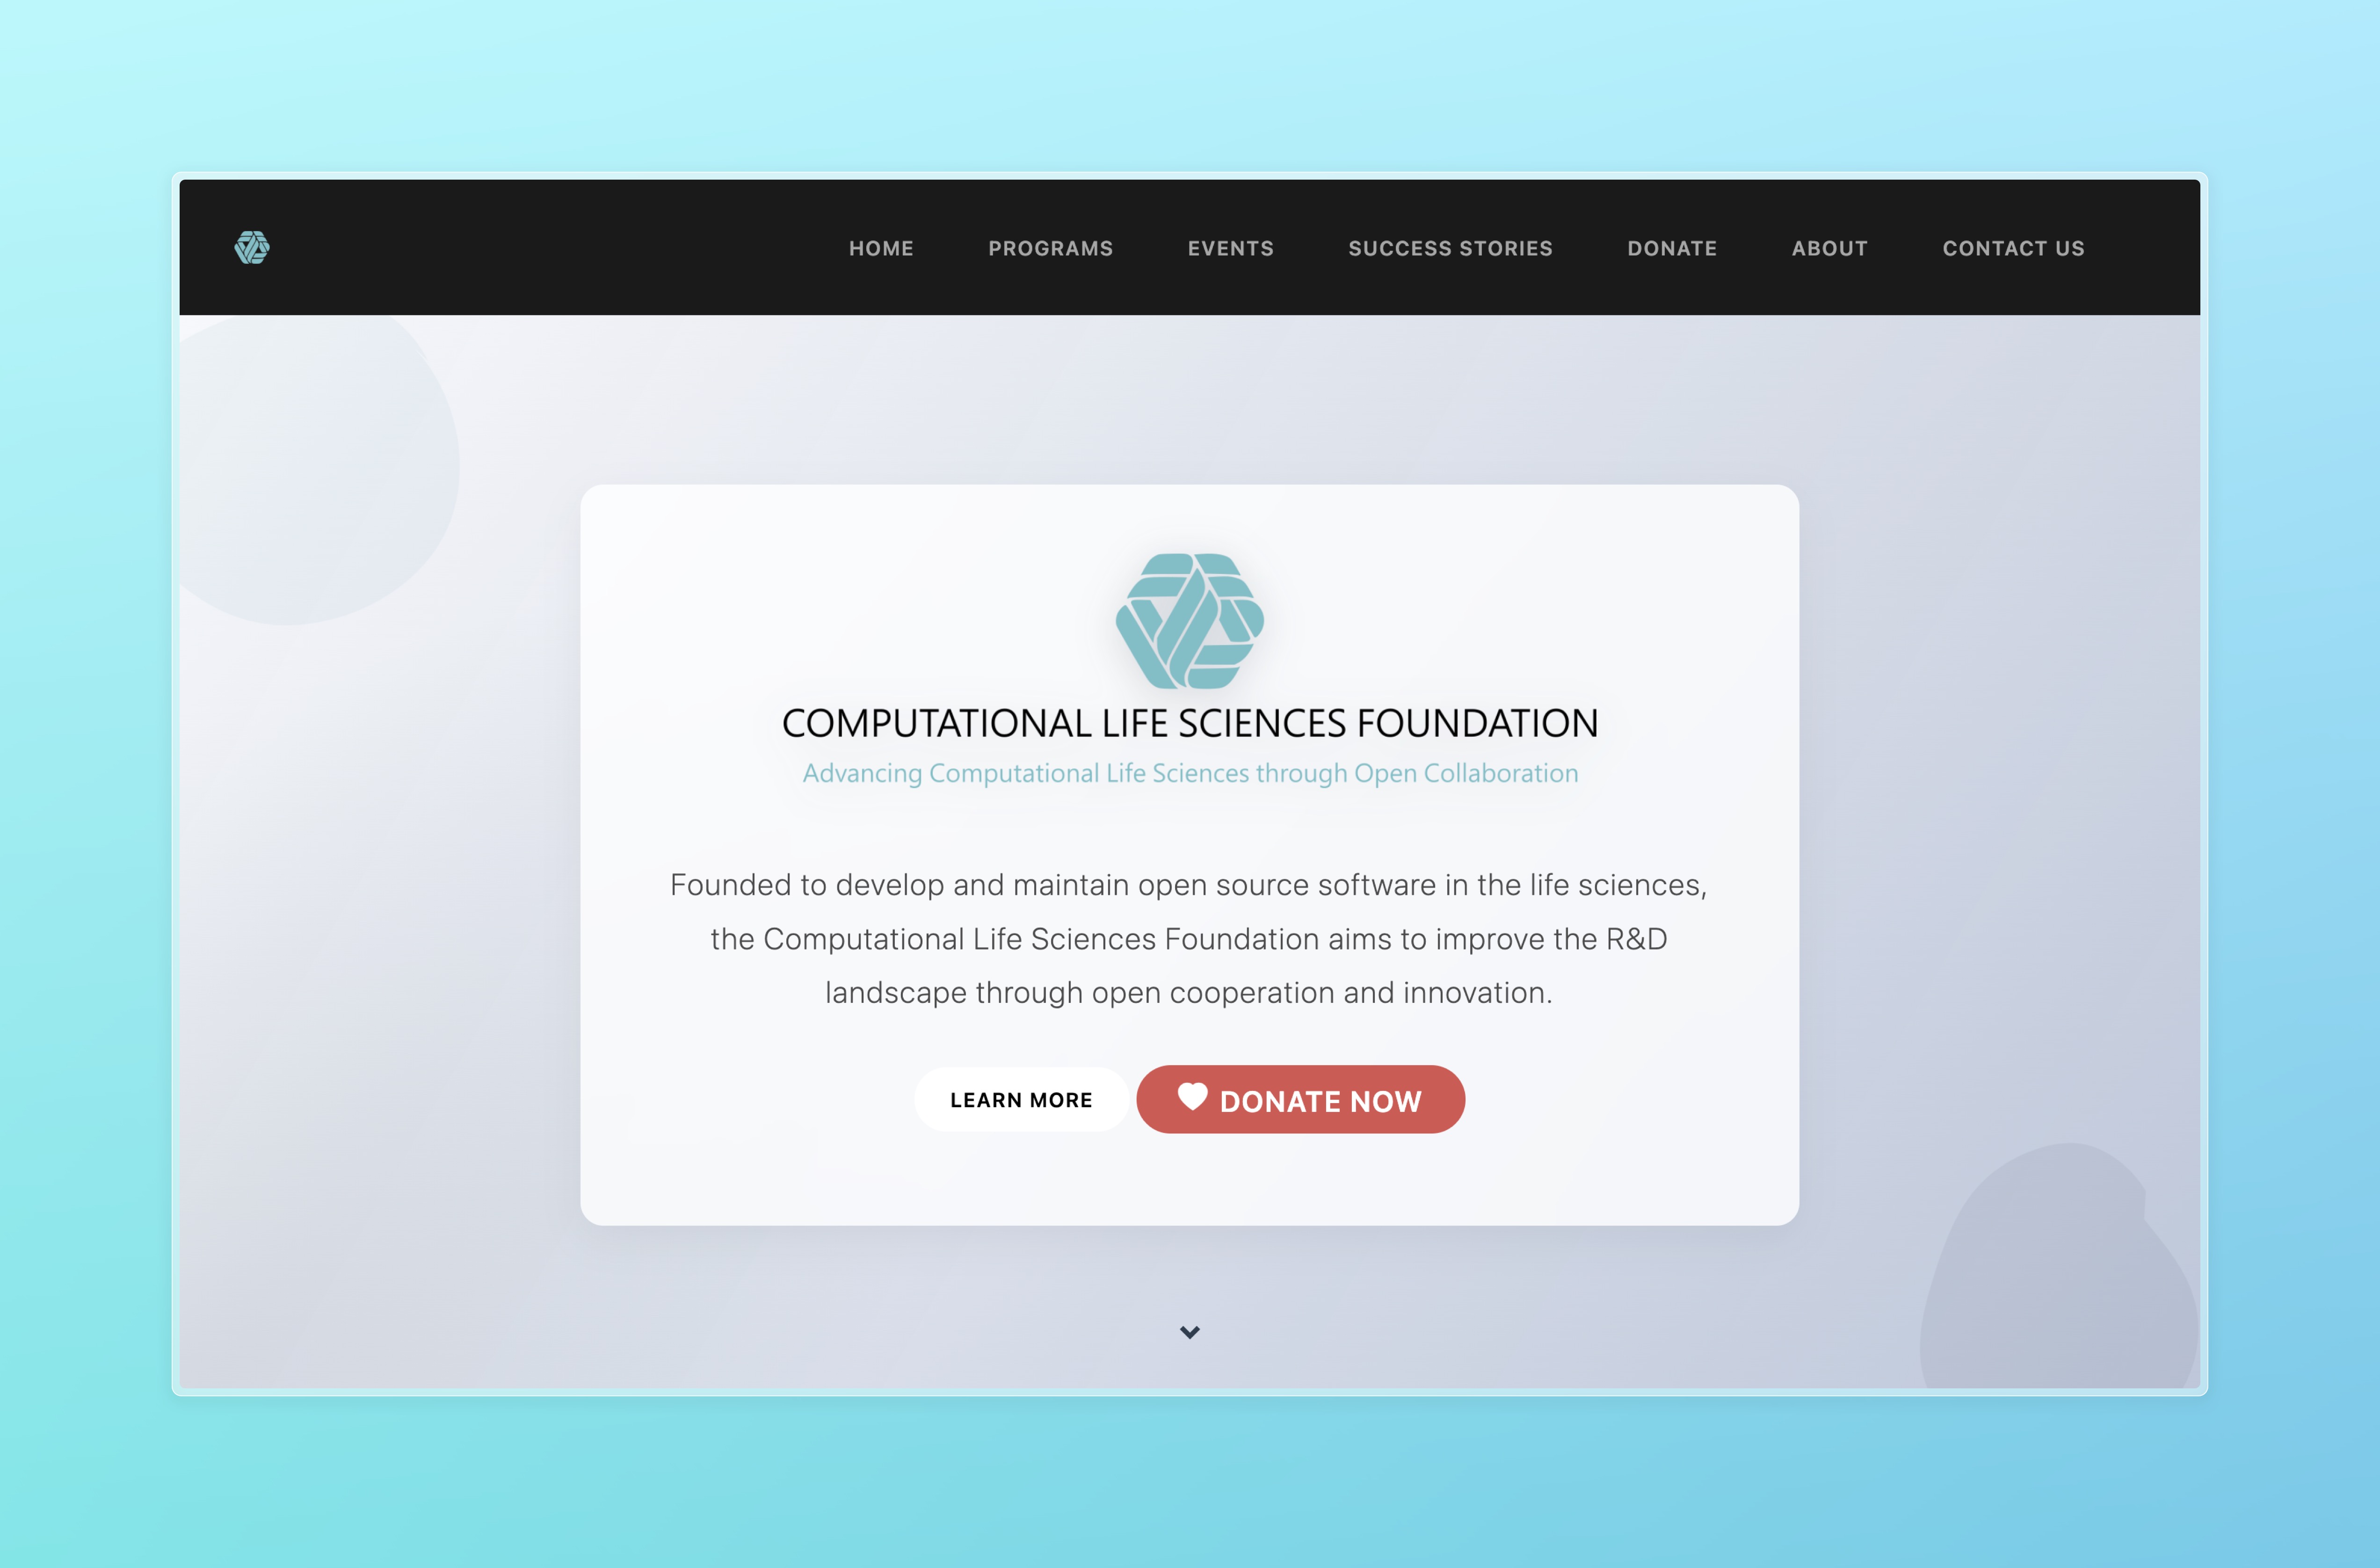 HOME PROGRAMS EVENTS SUCCESS STORIES DONATE ABOUT CONTACT US
COMPUTATIONAL LIFE SCIENCES FOUNDATION
Advancing Computational Life Sciences through Open Collaboration
Founded to develop and maintain open source software in the life sciences,
the Computational Life Sciences Foundation aims to improve the R&D
landscape through open cooperation and innovation.
LEARN MORE DONATE NOW